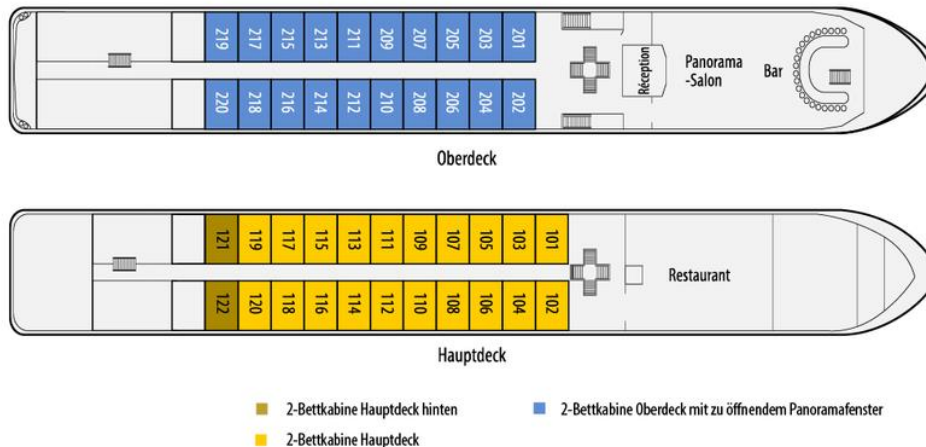 219 217 215 213 211 209 207 205 203 201
Réception
Panorama
-Salon
Bar
220 218 216 214 212 210 208 206 204 202
Oberdeck
121 119 117 115 113 111 109 107 105 103 101
Restaurant
122 120 118 116 114 112 110 108 106 104 102
Hauptdeck
2-Bettkabine Hauptdeck hinten
2-Bettkabine Oberdeck mit zu öffnendem Panoramafenster
2-Bettkabine Hauptdeck